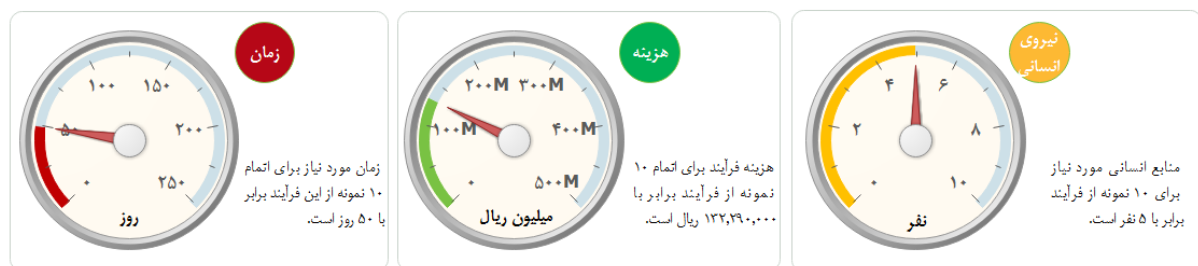 نیروی
انسانی
۰
۲
۴
۶
۸
۱۰
نفر
منابع انسانی مورد نیاز
برای ۱۰ نمونه از فرآیند
برابر با ۵ نفر است.
هزینه
۰
۱۰۰M
۲۰۰M
۳۰۰M
۴۰۰M
۵۰۰M
میلیون ریال
هزینه فرآیند برای اتمام ۱۰
نمونه از فرآیند برابر با
۱۳۲,۲۹۰,۰۰۰ ریال است.
زمان
۰
۵۰
۱۰۰
۱۵۰
۲۰۰
۲۵۰
روز
زمان مورد نیاز برای اتمام
۱۰ نمونه از این فرآیند برابر
با ۵۰ روز است.